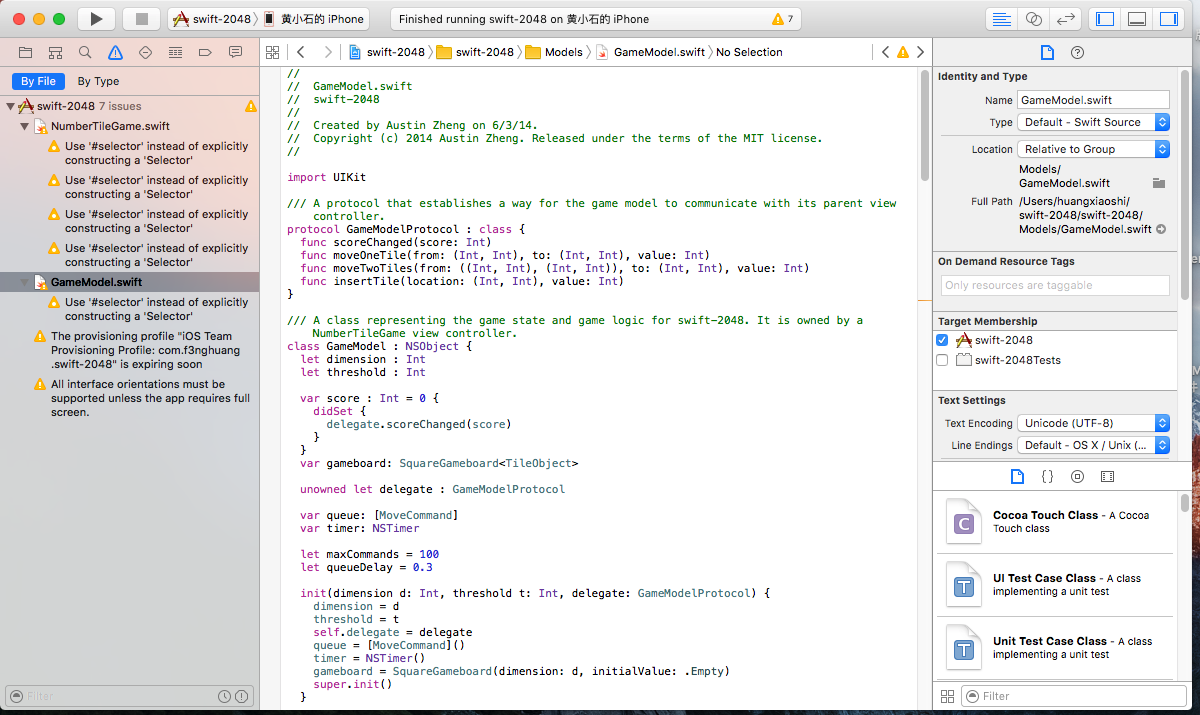 swift-2048 〉 黄小石的 iPhone
Finished running swift-2048 on 黄小石的 iPhone
7
By File
By Type
swift-2048 7 issues
NumberTileGame.swift
Use '#selector' instead of explicitly
constructing a 'Selector'
Use '#selector' instead of explicitly
constructing a 'Selector'
Use '#selector' instead of explicitly
constructing a 'Selector'
Use '#selector' instead of explicitly
constructing a 'Selector'
GameModel.swift
Use '#selector' instead of explicitly
constructing a 'Selector'
The provisioning profile "iOS Team
Provisioning Profile: com.f3nghuang
.swift-2048" is expiring soon
All interface orientations must be
supported unless the app requires full
screen.
Filter
swift-2048 〉 swift-2048 〉 Models 〉 GameModel.swift 〉 No Selection
//
//  GameModel.swift
//  swift-2048
//
//  Created by Austin Zheng on 6/3/14.
//  Copyright (c) 2014 Austin Zheng. Released under the terms of the MIT license.
//
import UIKit
/// A protocol that establishes a way for the game model to communicate with its parent view
controller.
protocol GameModelProtocol : class {
func scoreChanged(score: Int)
func moveOneTile(from: (Int, Int), to: (Int, Int), value: Int)
func moveTwoTiles(from: ((Int, Int), (Int, Int)), to: (Int, Int), value: Int)
func insertTile(location: (Int, Int), value: Int)
}
/// A class representing the game state and game logic for swift-2048. It is owned by a
NumberTileGame view controller.
class GameModel : NSObject {
let dimension : Int
let threshold : Int
var score : Int = 0 {
didSet {
delegate.scoreChanged(score)
}
}
var gameboard: SquareGameboard<TileObject>
unowned let delegate : GameModelProtocol
var queue: [MoveCommand]
var timer: NSTimer
let maxCommands = 100
let queueDelay = 0.3
init(dimension d: Int, threshold t: Int, delegate: GameModelProtocol) {
dimension = d
threshold = t
self.delegate = delegate
queue = [MoveCommand]()
timer = NSTimer()
gameboard = SquareGameboard(dimension: d, initialValue: .Empty)
super.init()
}
Identity and Type
Name GameModel.swift
Type Default - Swift Source
Location Relative to Group
Models/
GameModel.swift
Full Path /Users/huangxiaoshi/
swift-2048/swift-2048/
Models/GameModel.swift
On Demand Resource Tags
Only resources are taggable
Target Membership
swift-2048
swift-2048Tests
Text Settings
Text Encoding Unicode (UTF-8)
Line Endings Default - OS X / Unix (...
{ }
C
Cocoa Touch Class - A Cocoa
Touch class
T
UI Test Case Class - A class
implementing a unit test
T
Unit Test Case Class - A class
implementing a unit test
Filter